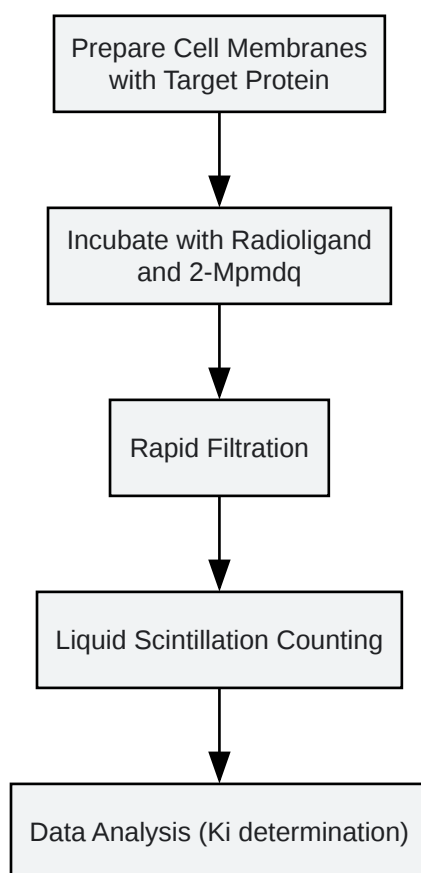 Prepare Cell Membranes
with Target Protein
Incubate with Radioligand
and 2-Mpmdq
Rapid Filtration
Liquid Scintillation Counting
Data Analysis (Ki determination)